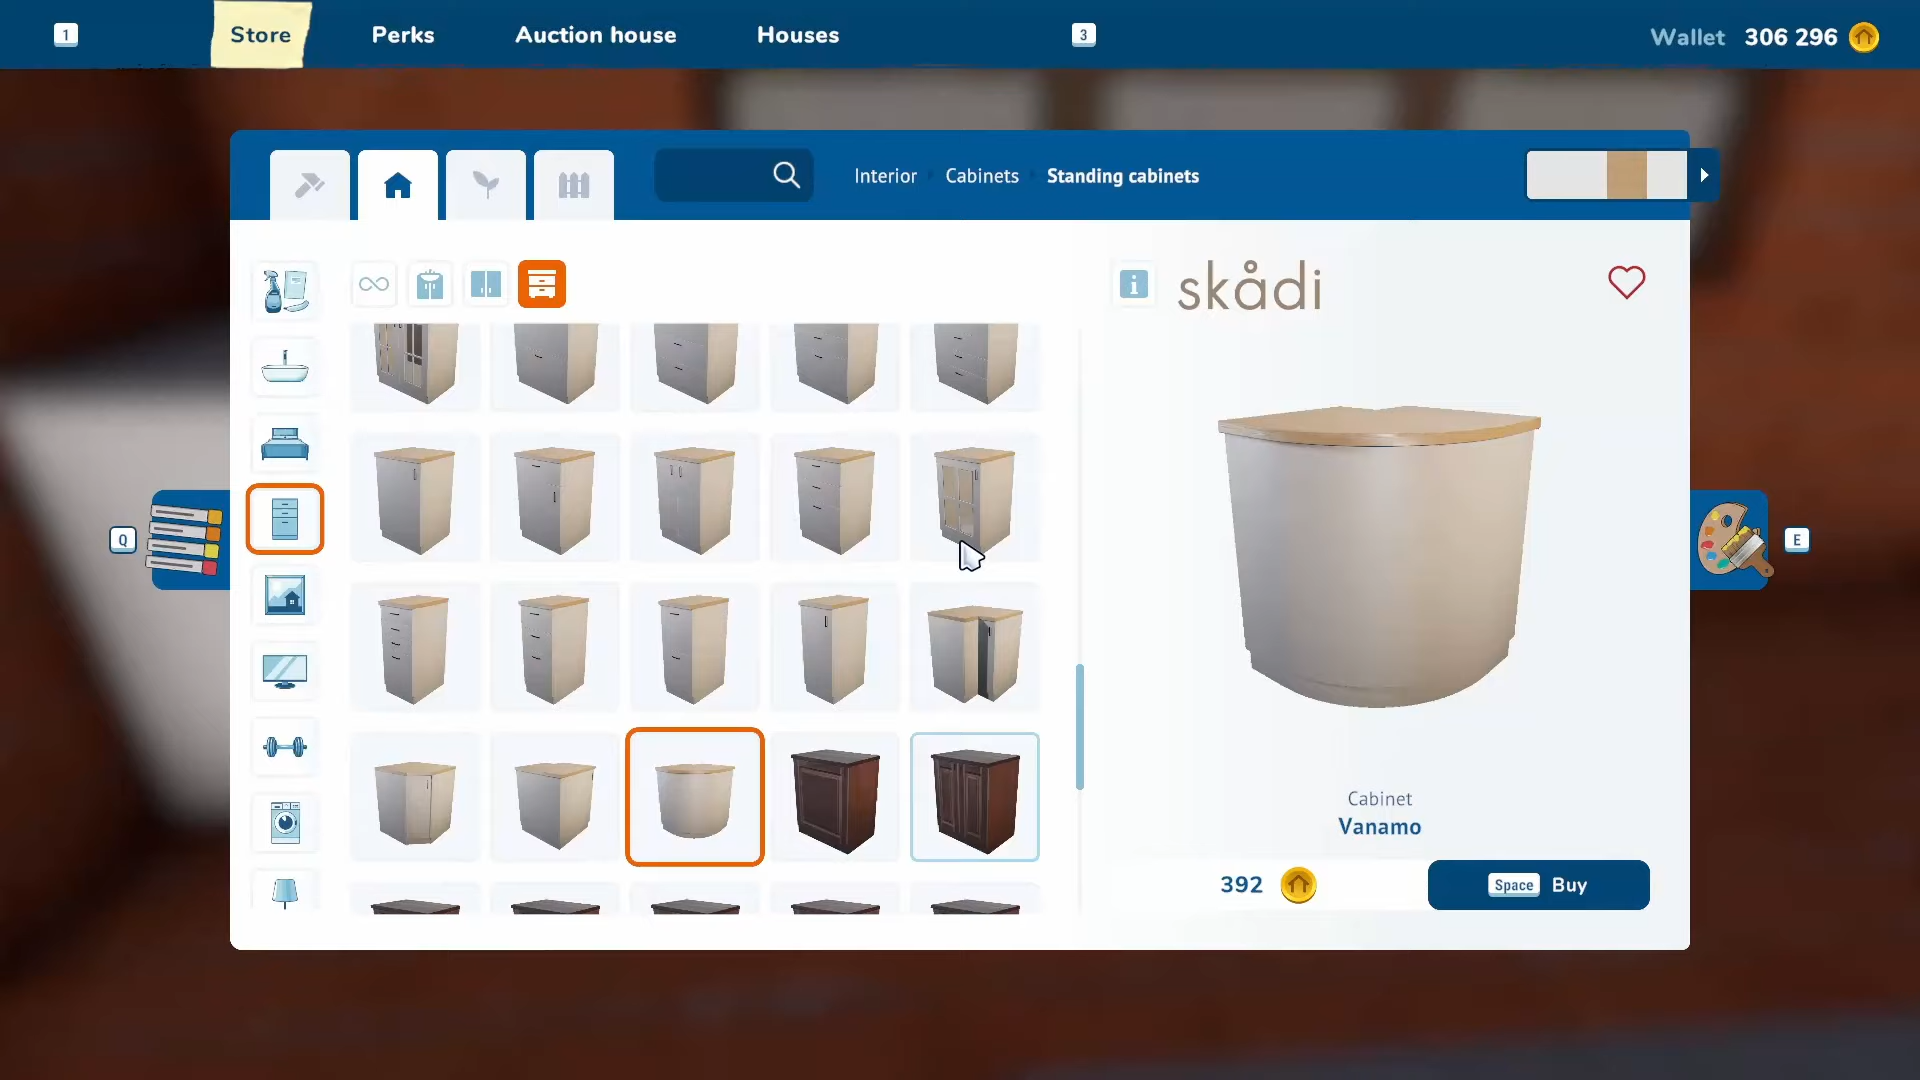 1
Store
Perks
Auction house
Houses
3
Wallet 306 296
Interior
Cabinets
Standing cabinets
i
skådi
Q
E
Cabinet
Vanamo
392
Space Buy